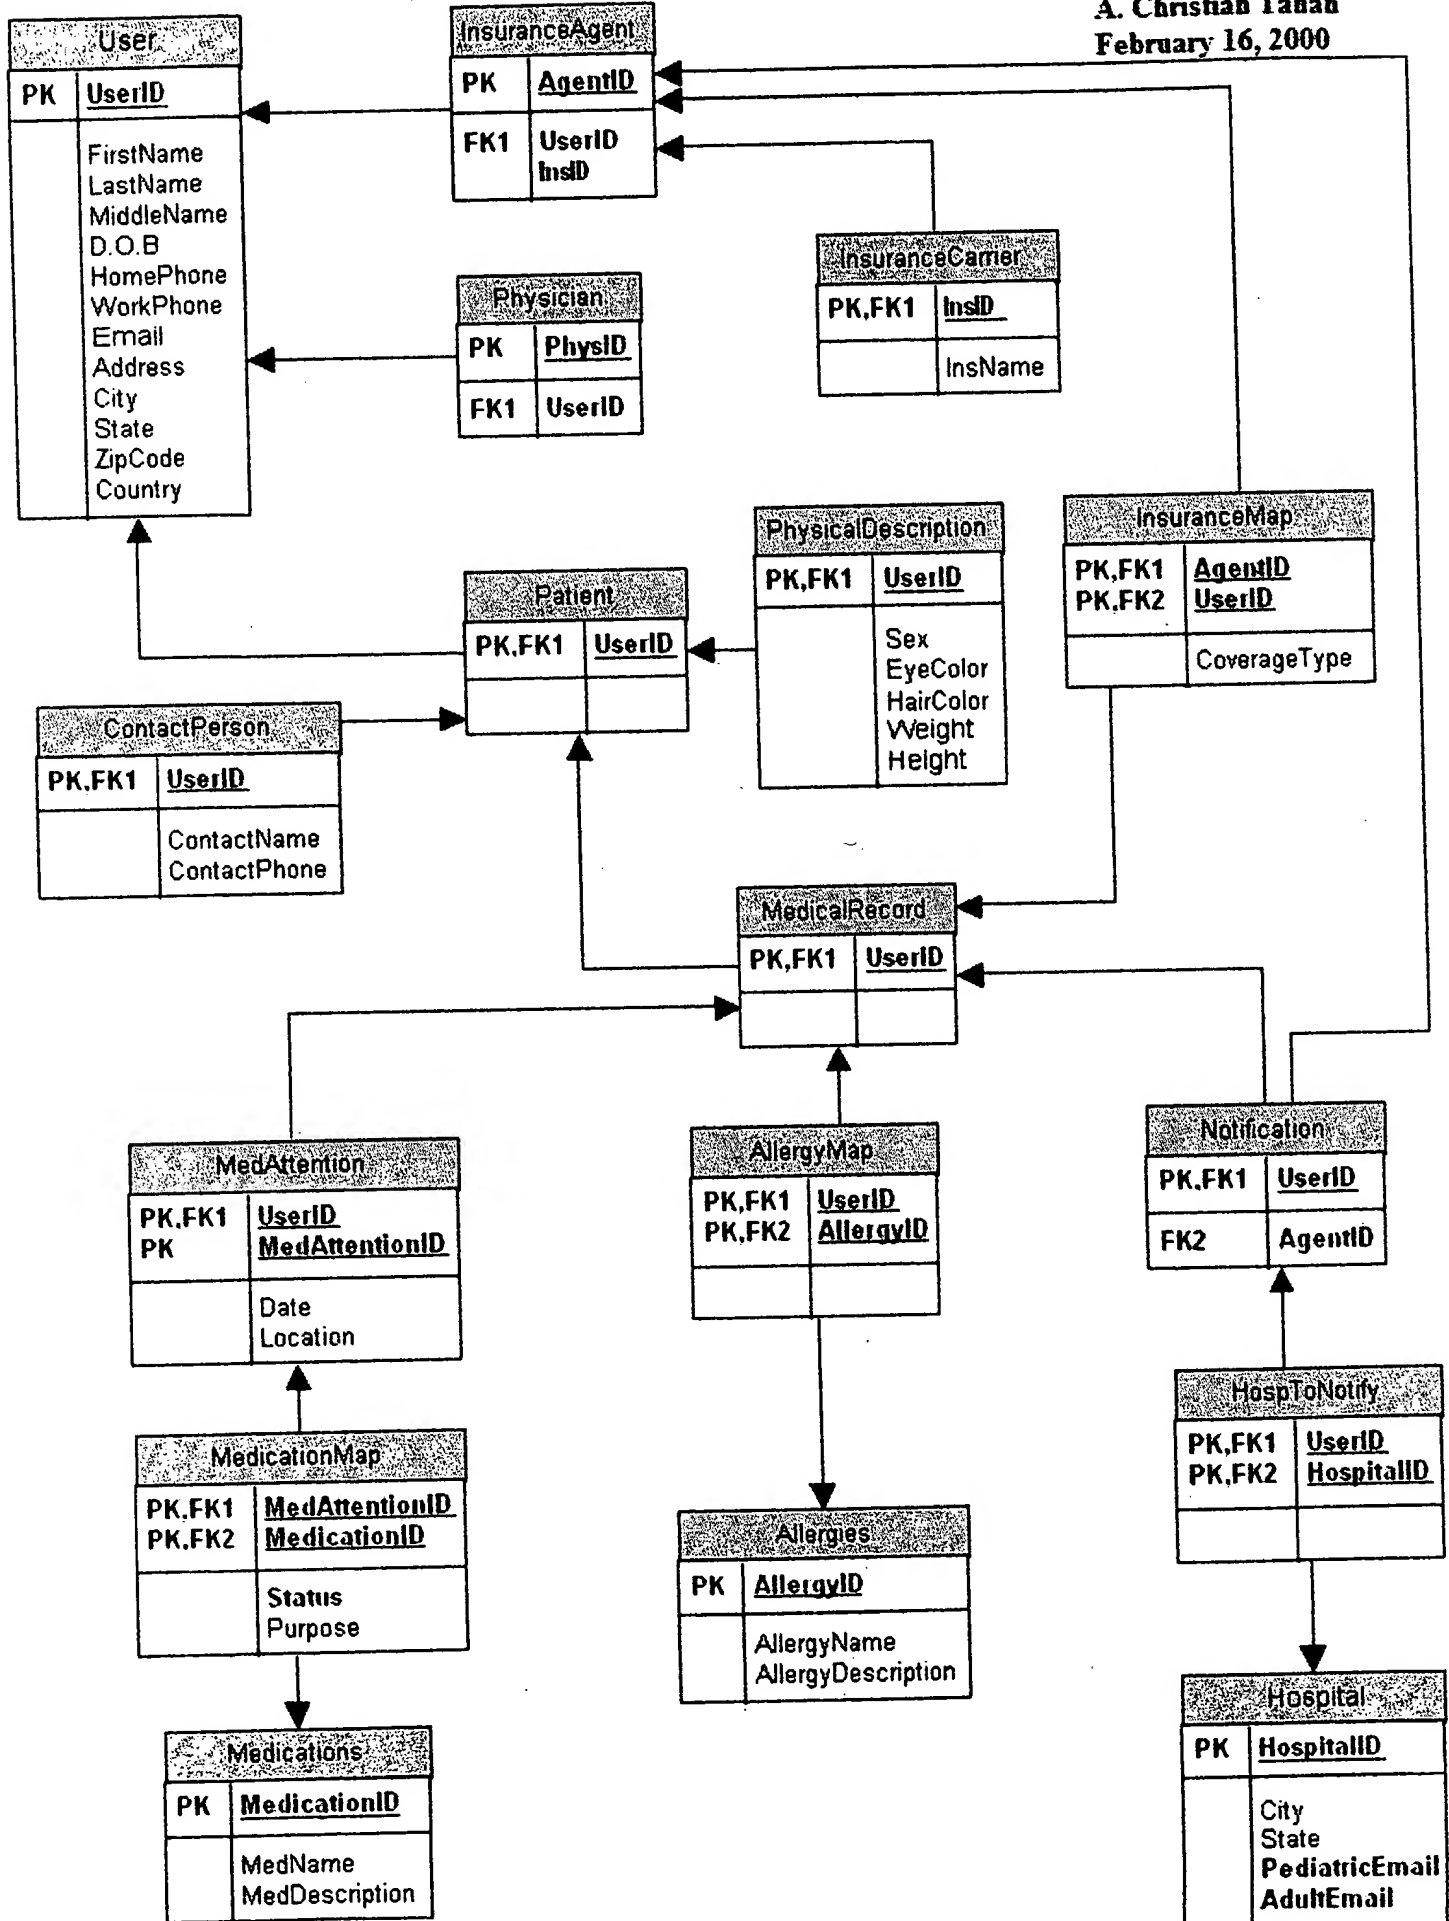 A. Christian Tahan
February 16, 2000
User
PK UserID
FirstName
LastName
MiddleName
D.O.B
HomePhone
WorkPhone
Email
Address
City
State
ZipCode
Country
InsuranceAgent
PK AgentID
FK1 UserID
InsID
InsuranceCarrier
PK,FK1 InsID
InsName
Physician
PK PhysID
FK1 UserID
PhysicalDescription
PK,FK1 UserID
Sex
EyeColor
HairColor
Weight
Height
InsuranceMap
PK,FK1 AgentID
PK,FK2 UserID
CoverageType
Patient
PK,FK1 UserID
ContactPerson
PK,FK1 UserID
ContactName
ContactPhone
MedicalRecord
PK,FK1 UserID
MedAttention
PK,FK1 UserID
PK MedAttentionID
Date
Location
AllergyMap
PK,FK1 UserID
PK,FK2 AllergyID
Notification
PK,FK1 UserID
FK2 AgentID
MedicationMap
PK,FK1 MedAttentionID
PK,FK2 MedicationID
Status
Purpose
HospToNotify
PK,FK1 UserID
PK,FK2 HospitalID
Allergies
PK AllergyID
AllergyName
AllergyDescription
Medications
PK MedicationID
MedName
MedDescription
Hospital
PK HospitalID
City
State
PediatricEmail
AdultEmail